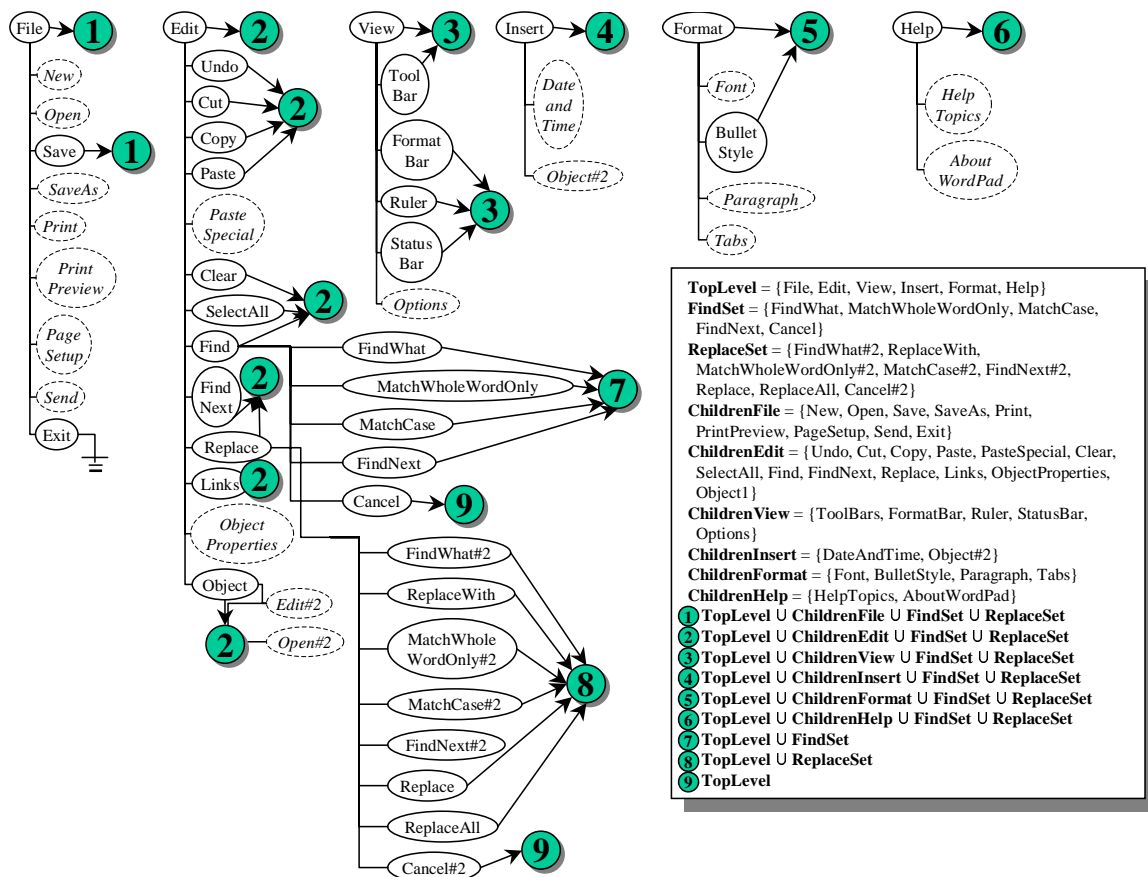 File
1
New
Open
Save
1
SaveAs
Print
Print
Preview
Page
Setup
Send
Exit
Edit
2
Undo
Cut
2
Copy
Paste
Paste
Special
Clear
2
SelectAll
Find
Find
Next
2
Replace
Links
2
Object
Properties
Object
Edit#2
2
Open#2
FindWhat
MatchWholeWordOnly
7
MatchCase
FindNext
Cancel
9
FindWhat#2
ReplaceWith
MatchWhole
WordOnly#2
8
MatchCase#2
FindNext#2
Replace
ReplaceAll
Cancel#2
9
View
3
Tool
Bar
Format
Bar
Ruler
3
Status
Bar
Options
Insert
4
Date
and
Time
Object#2
Format
5
Font
Bullet
Style
Paragraph
Tabs
Help
6
Help
Topics
About
WordPad
TopLevel = {File, Edit, View, Insert, Format, Help}
FindSet = {FindWhat, MatchWholeWordOnly, MatchCase,
FindNext, Cancel}
ReplaceSet = {FindWhat#2, ReplaceWith,
MatchWholeWordOnly#2, MatchCase#2, FindNext#2,
Replace, ReplaceAll, Cancel#2}
ChildrenFile = {New, Open, Save, SaveAs, Print,
PrintPreview, PageSetup, Send, Exit}
ChildrenEdit = {Undo, Cut, Copy, Paste, PasteSpecial, Clear,
SelectAll, Find, FindNext, Replace, Links, ObjectProperties,
Object1}
ChildrenView = {ToolBars, FormatBar, Ruler, StatusBar,
Options}
ChildrenInsert = {DateAndTime, Object#2}
ChildrenFormat = {Font, BulletStyle, Paragraph, Tabs}
ChildrenHelp = {HelpTopics, AboutWordPad}
1 TopLevel ∪ ChildrenFile ∪ FindSet ∪ ReplaceSet
2 TopLevel ∪ ChildrenEdit ∪ FindSet ∪ ReplaceSet
3 TopLevel ∪ ChildrenView ∪ FindSet ∪ ReplaceSet
4 TopLevel ∪ ChildrenInsert ∪ FindSet ∪ ReplaceSet
5 TopLevel ∪ ChildrenFormat ∪ FindSet ∪ ReplaceSet
6 TopLevel ∪ ChildrenHelp ∪ FindSet ∪ ReplaceSet
7 TopLevel ∪ FindSet
8 TopLevel ∪ ReplaceSet
9 TopLevel